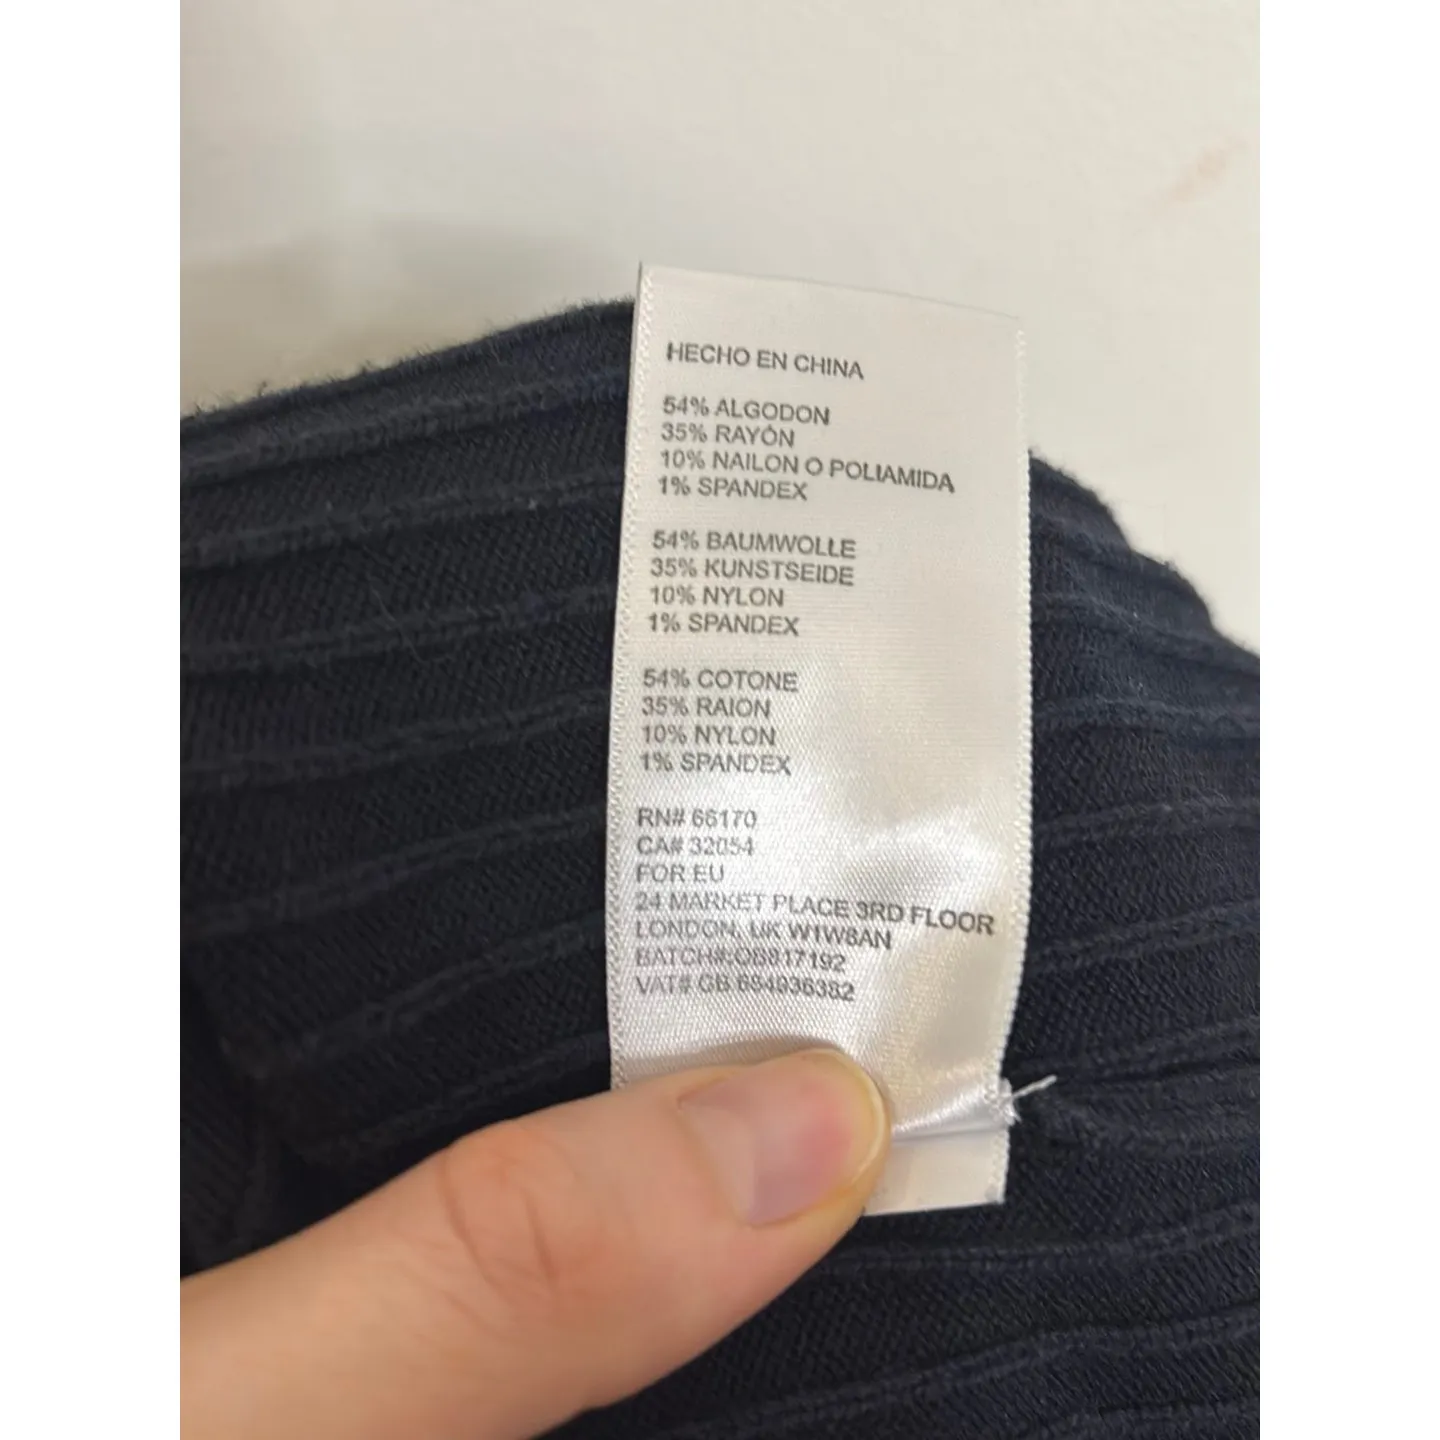 HECHO EN CHINA
54% ALGODON
35% RAYÓN
10% NAILON O POLIAMIDA
1% SPANDEX
54% BAUMWOLLE
35% KUNSTSEIDE
10% NYLON
1% SPANDEX
54% COTONE
35% RAION
10% NYLON
1% SPANDEX
RN# 66170
CA# 32054
FOR EU
24 MARKET PLACE 3RD FLOOR
LONDON, UK W1W8AN
BATCH#:OB817192
VAT# GB 684936382